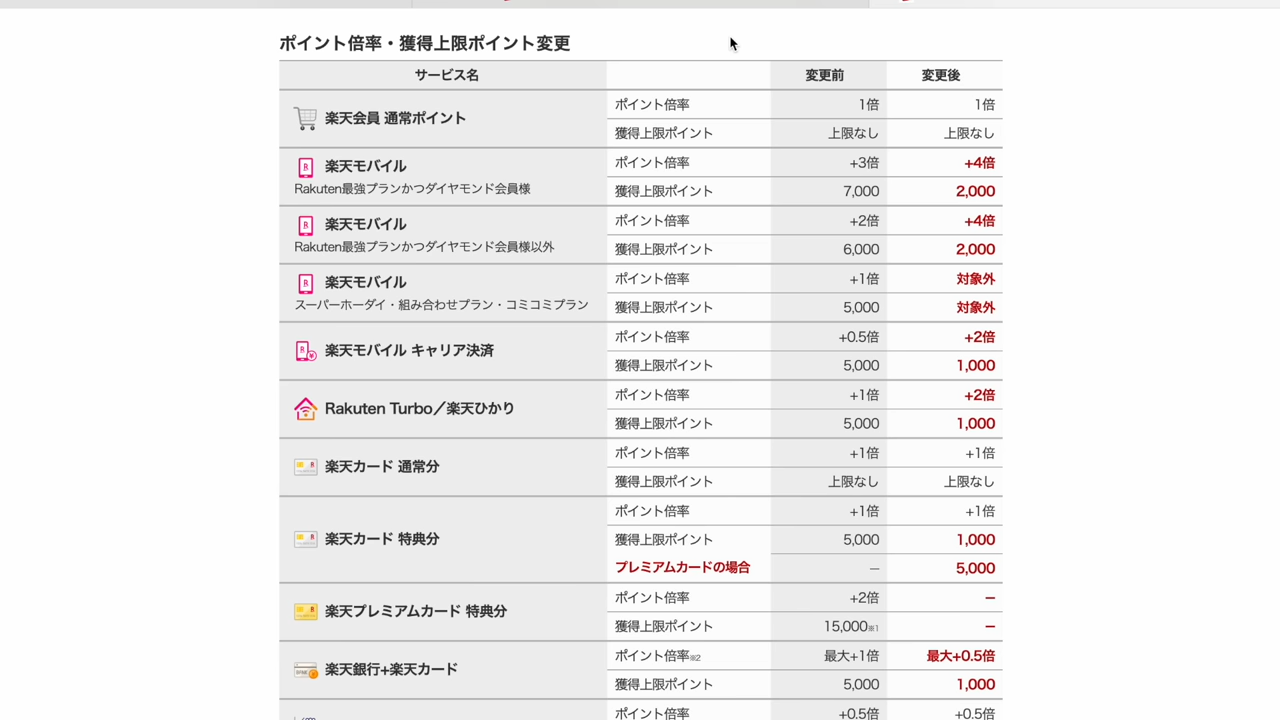 ポイント倍率・獲得上限ポイント変更
サービス名 変更前 変更後
楽天会員 通常ポイント
ポイント倍率 1倍 1倍
獲得上限ポイント 上限なし 上限なし
楽天モバイル
Rakuten最強プランかつダイヤモンド会員様
ポイント倍率 +3倍 +4倍
獲得上限ポイント 7,000 2,000
楽天モバイル
Rakuten最強プランかつダイヤモンド会員様以外
ポイント倍率 +2倍 +4倍
獲得上限ポイント 6,000 2,000
楽天モバイル
スーパーホーダイ・組み合わせプラン・コミコミプラン
ポイント倍率 +1倍 対象外
獲得上限ポイント 5,000 対象外
楽天モバイル キャリア決済
ポイント倍率 +0.5倍 +2倍
獲得上限ポイント 5,000 1,000
Rakuten Turbo／楽天ひかり
ポイント倍率 +1倍 +2倍
獲得上限ポイント 5,000 1,000
楽天カード 通常分
ポイント倍率 +1倍 +1倍
獲得上限ポイント 上限なし 上限なし
楽天カード 特典分
ポイント倍率 +1倍 +1倍
獲得上限ポイント 5,000 1,000
プレミアムカードの場合 — 5,000
楽天プレミアムカード 特典分
ポイント倍率 +2倍 –
獲得上限ポイント 15,000※1 –
楽天銀行+楽天カード
ポイント倍率※2 最大+1倍 最大+0.5倍
獲得上限ポイント 5,000 1,000
ポイント倍率 +0.5倍 +0.5倍